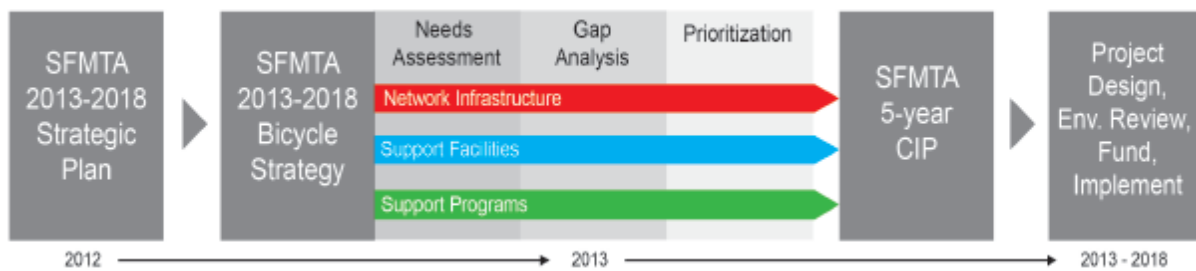 SFMTA
2013-2018
Strategic
Plan
SFMTA
2013-2018
Bicycle
Strategy
Needs
Assessment
Gap
Analysis
Prioritization
Network Infrastructure
Support Facilities
Support Programs
SFMTA
5-year
CIP
Project
Design,
Env. Review,
Fund,
Implement
2012
2013
2013 - 2018